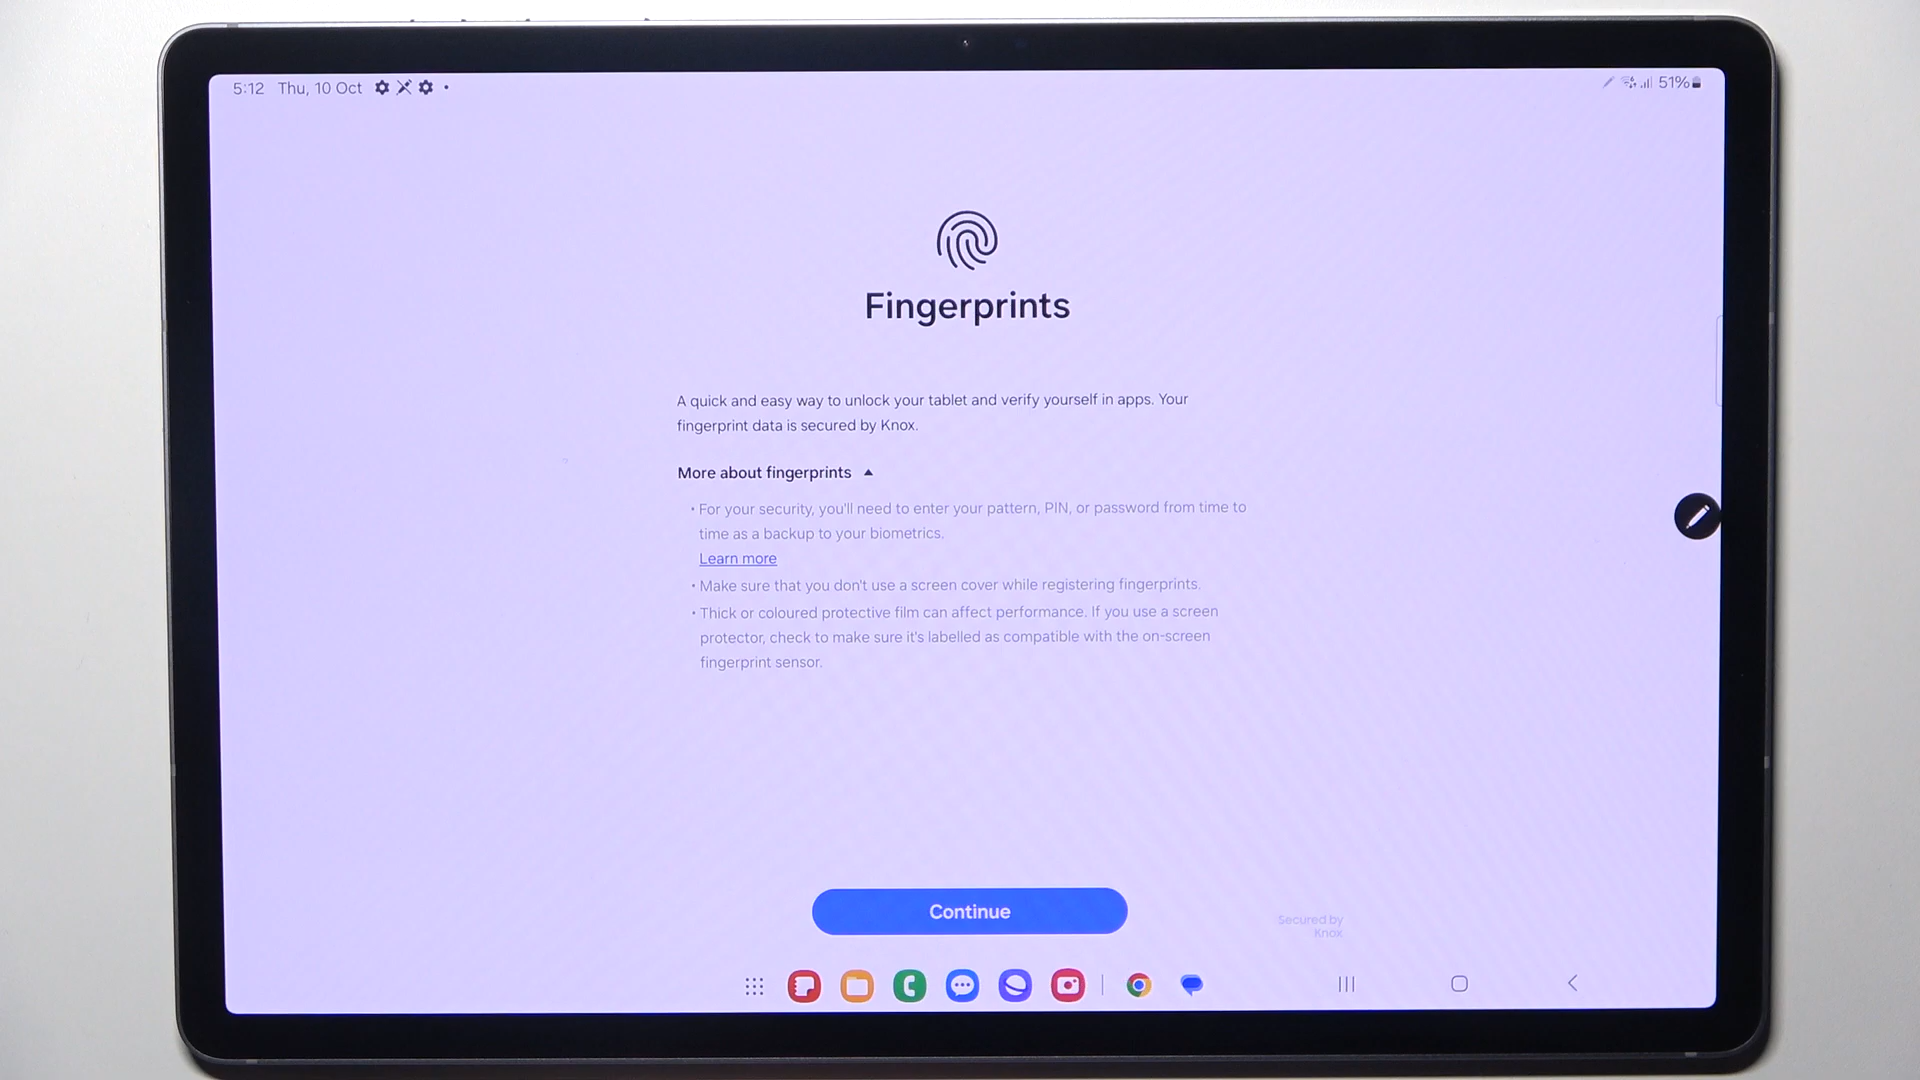 5:12 Thu, 10 Oct
51%
Fingerprints
A quick and easy way to unlock your tablet and verify yourself in apps. Your
fingerprint data is secured by Knox.
More about fingerprints
• For your security, you'll need to enter your pattern, PIN, or password from time to
time as a backup to your biometrics.
Learn more
• Make sure that you don't use a screen cover while registering fingerprints.
• Thick or coloured protective film can affect performance. If you use a screen
protector, check to make sure it's labelled as compatible with the on-screen
fingerprint sensor.
Continue
Secured by
Knox